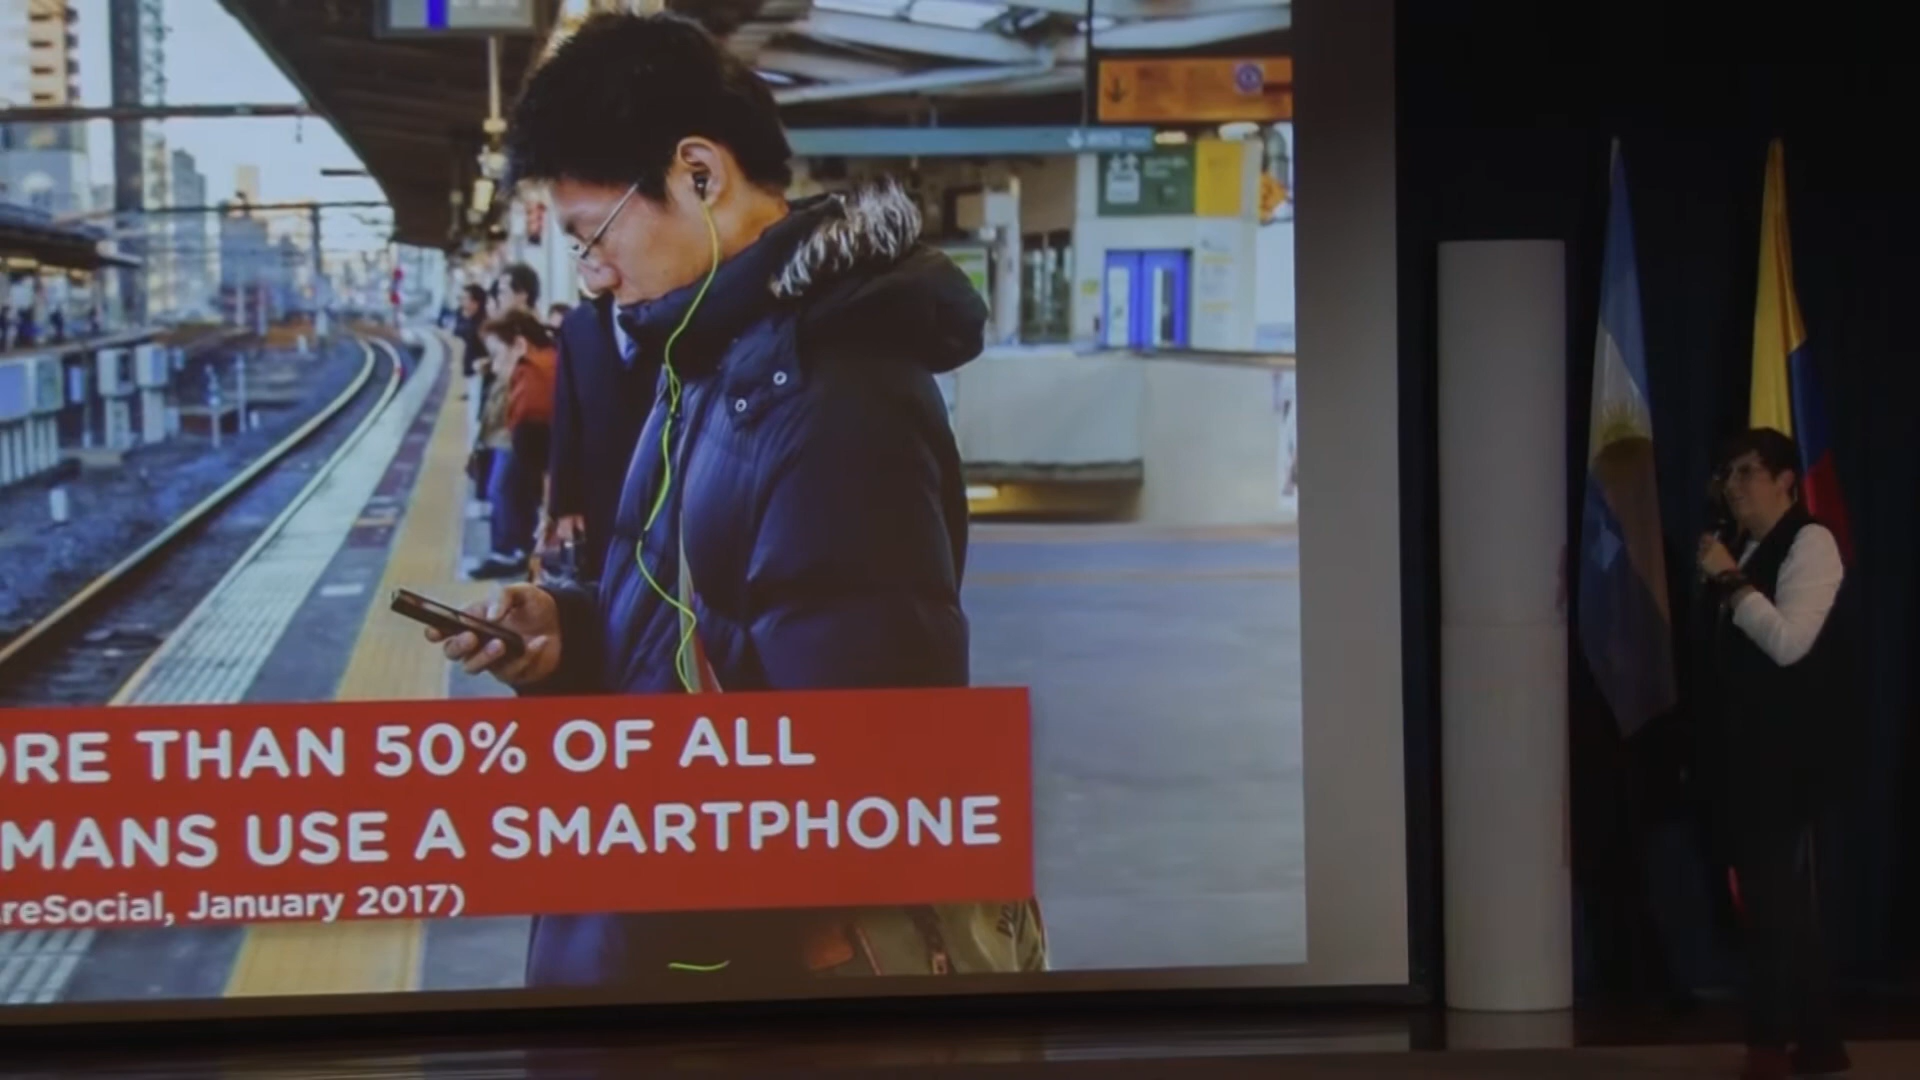 ORE THAN 50% OF ALL
MANS USE A SMARTPHONE
reSocial, January 2017)